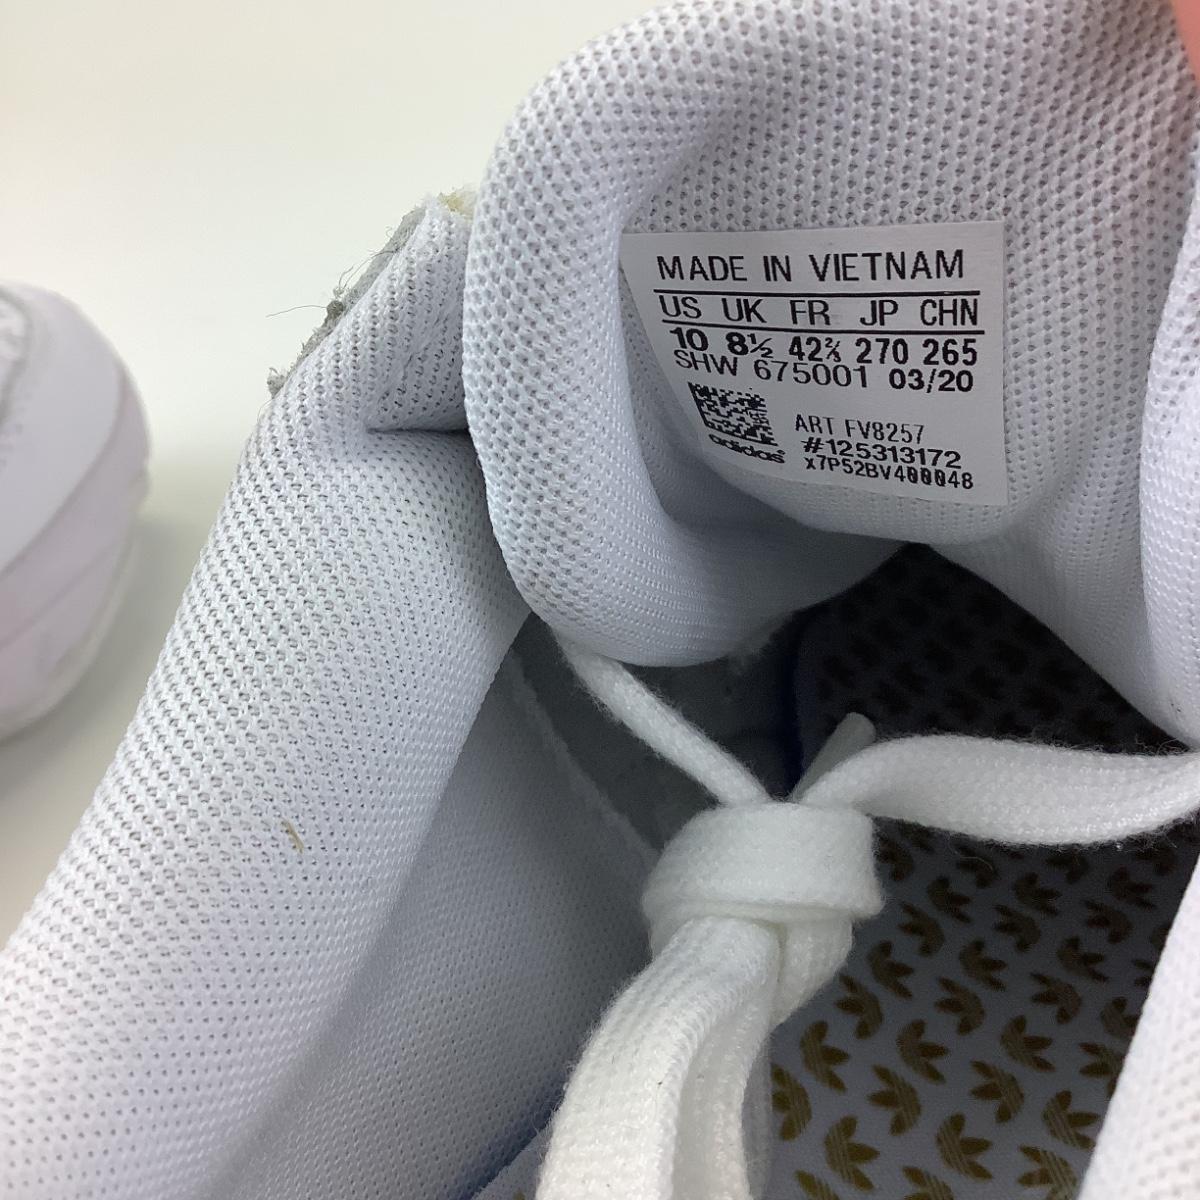 MADE IN VIETNAM
US UK FR JP CHN
10 8½ 42⅔ 270 265
SHW 675001 03/20
ART FV8257
adidas #125313172
x7P52BV400048